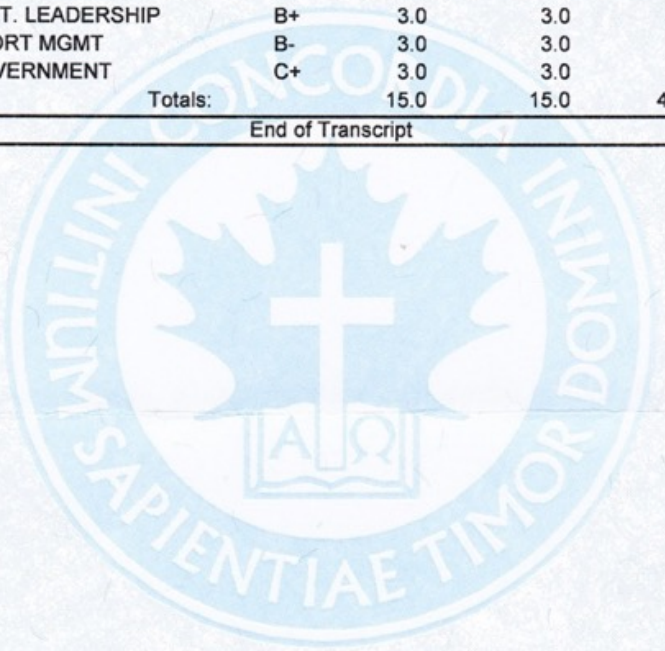 T. LEADERSHIP B+ 3.0 3.0
ORT MGMT B- 3.0 3.0
VERNMENT C+ 3.0 3.0
Totals: 15.0 15.0 4
End of Transcript
CONCORDIA
INITIUM SAPIENTIAE TIMOR DOMINI
Α Ω